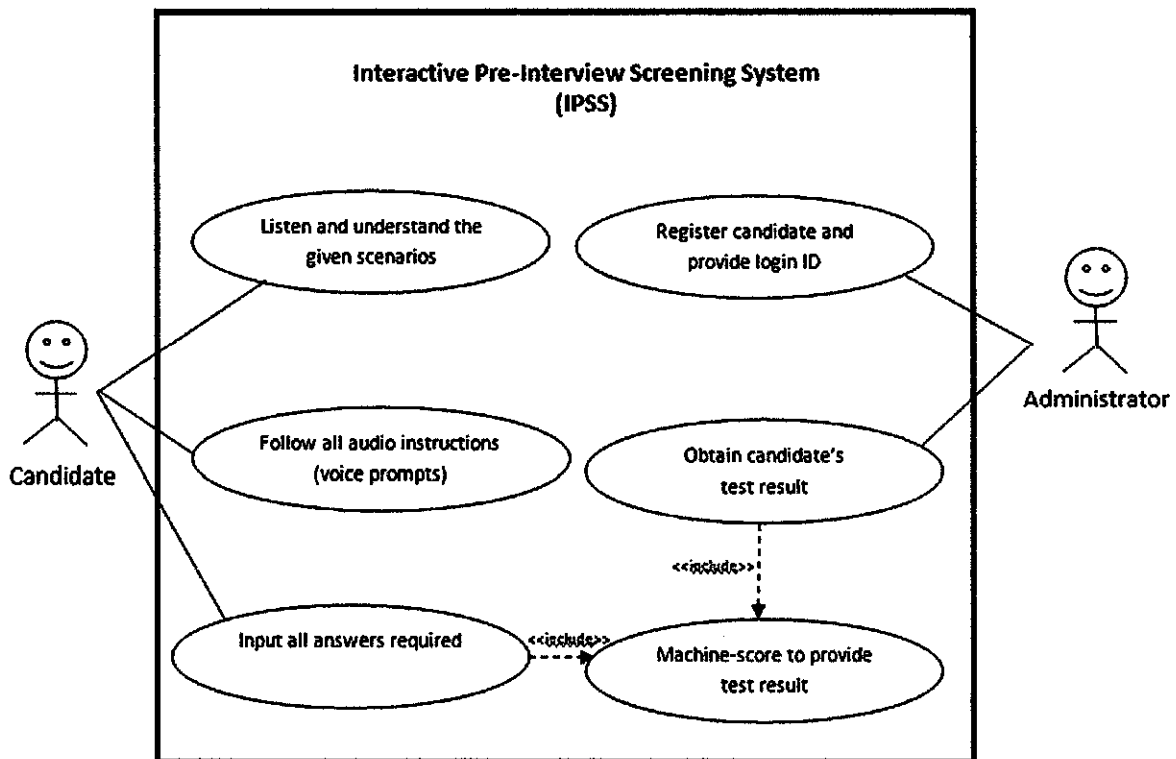 Interactive Pre-Interview Screening System
(IPSS)
Listen and understand the
given scenarios
Register candidate and
provide login ID
Candidate
Administrator
Follow all audio instructions
(voice prompts)
Obtain candidate's
test result
<<include>>
Input all answers required
<<include>>
Machine-score to provide
test result